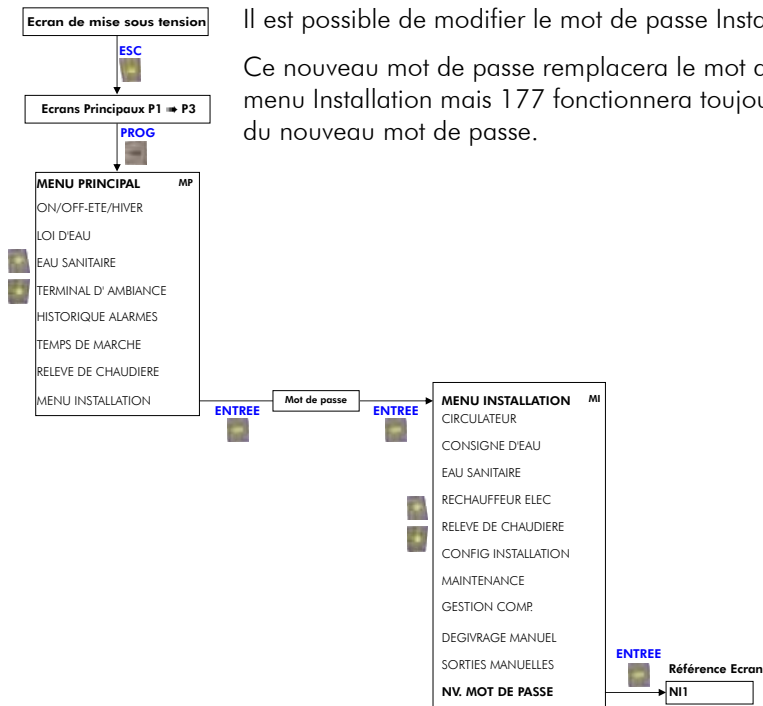 Ecran de mise sous tension
Il est possible de modifier le mot de passe
ESC
Ce nouveau mot de passe remplacera le mot
Ecrans Principaux P1 ➠ P3
menu Installation mais 177 fonctionnera
PROG
du nouveau mot de passe.
MENU PRINCIPAL MP
ON/OFF-ETE/HIVER
LOI D'EAU
EAU SANITAIRE
TERMINAL D' AMBIANCE
HISTORIQUE ALARMES
TEMPS DE MARCHE
RELEVE DE CHAUDIERE
MENU INSTALLATION
ENTREE
Mot de passe
ENTREE
MENU INSTALLATION MI
CIRCULATEUR
CONSIGNE D'EAU
EAU SANITAIRE
RECHAUFFEUR ELEC
RELEVE DE CHAUDIERE
CONFIG INSTALLATION
MAINTENANCE
GESTION COMP.
DEGIVRAGE MANUEL
SORTIES MANUELLES
NV. MOT DE PASSE
ENTREE
Référence Ecran
NI1